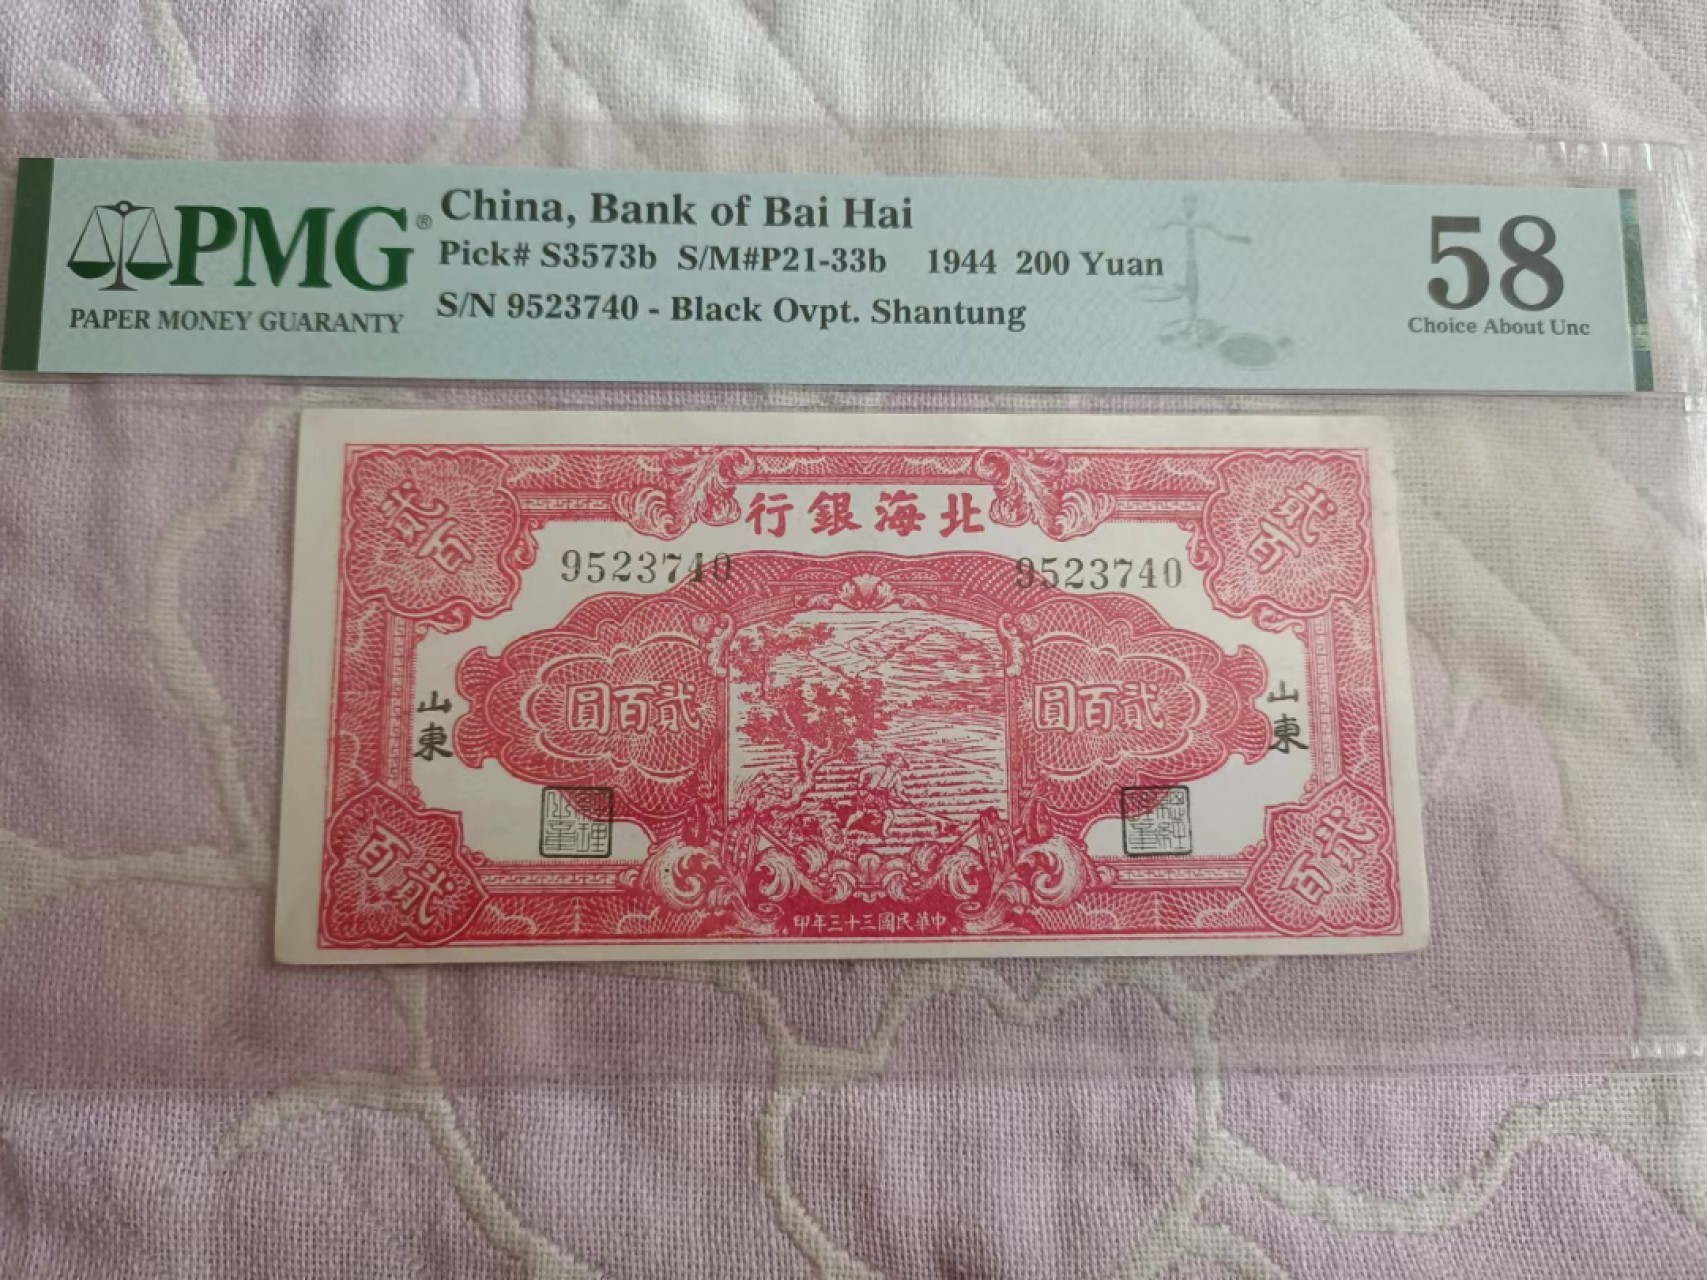 PMG®
PAPER MONEY GUARANTY
China, Bank of Bai Hai
Pick# S3573b S/M#P21-33b 1944 200 Yuan
S/N 9523740 - Black Ovpt. Shantung
58
Choice About Unc
貳百
行銀海北
貳百
9523740
9523740
圓百貳
圓百貳
山東
山東
百貳
印年三十三國民華中
百貳